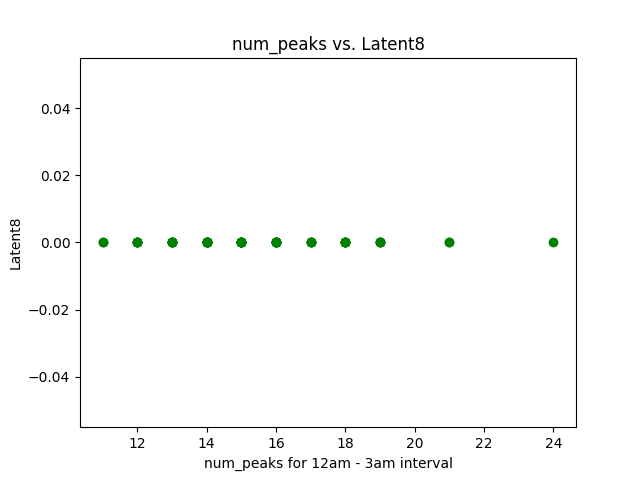 num_peaks vs. Latent8
0.04
0.02
0.00
−0.02
−0.04
Latent8
12 14 16 18 20 22 24
num_peaks for 12am - 3am interval